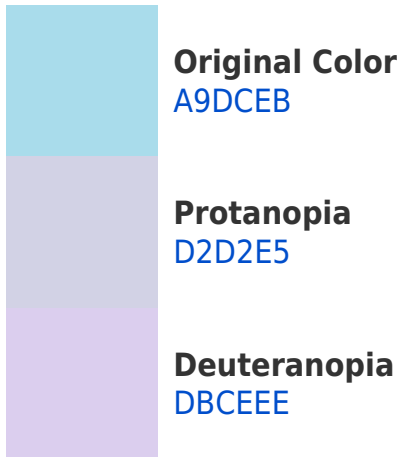 Original Color
A9DCEB
Protanopia
D2D2E5
Deuteranopia
DBCEEE